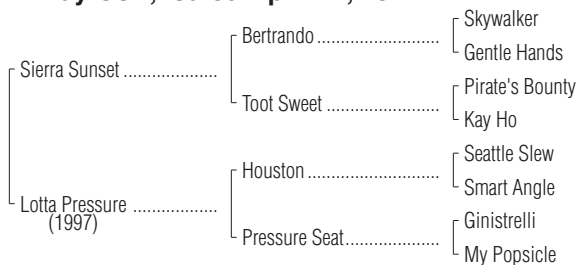 Skywalker
Bertrando ..............................
Gentle Hands
Sierra Sunset ....................
Pirate's Bounty
Toot Sweet ...........................
Kay Ho
Seattle Slew
Houston ................................
Smart Angle
Lotta Pressure ..................
(1997)
Ginistrelli
Pressure Seat.......................
My Popsicle